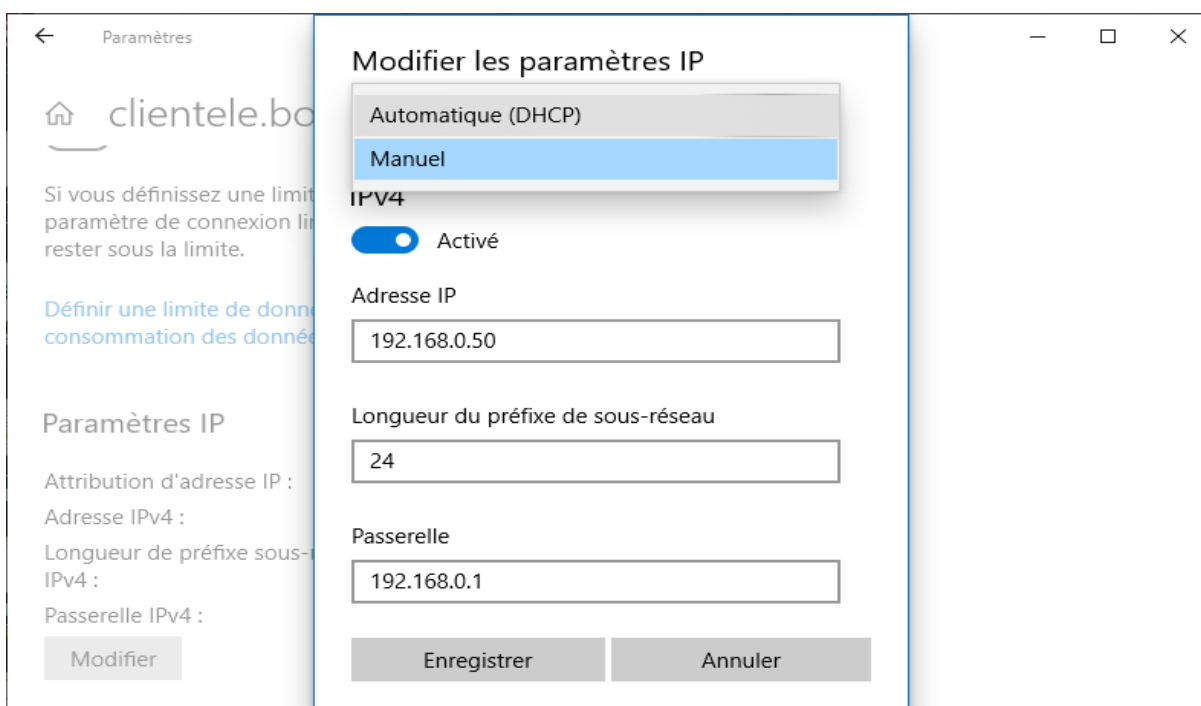 Paramètres
clientele.bo
Si vous définissez une limit
paramètre de connexion lin
rester sous la limite.
Définir une limite de donn
consommation des donnée
Paramètres IP
Attribution d'adresse IP :
Adresse IPv4 :
Longueur de préfixe sous-r
IPv4 :
Passerelle IPv4 :
Modifier
Modifier les paramètres IP
Automatique (DHCP)
Manuel
IPv4
Activé
Adresse IP
192.168.0.50
Longueur du préfixe de sous-réseau
24
Passerelle
192.168.0.1
Enregistrer
Annuler